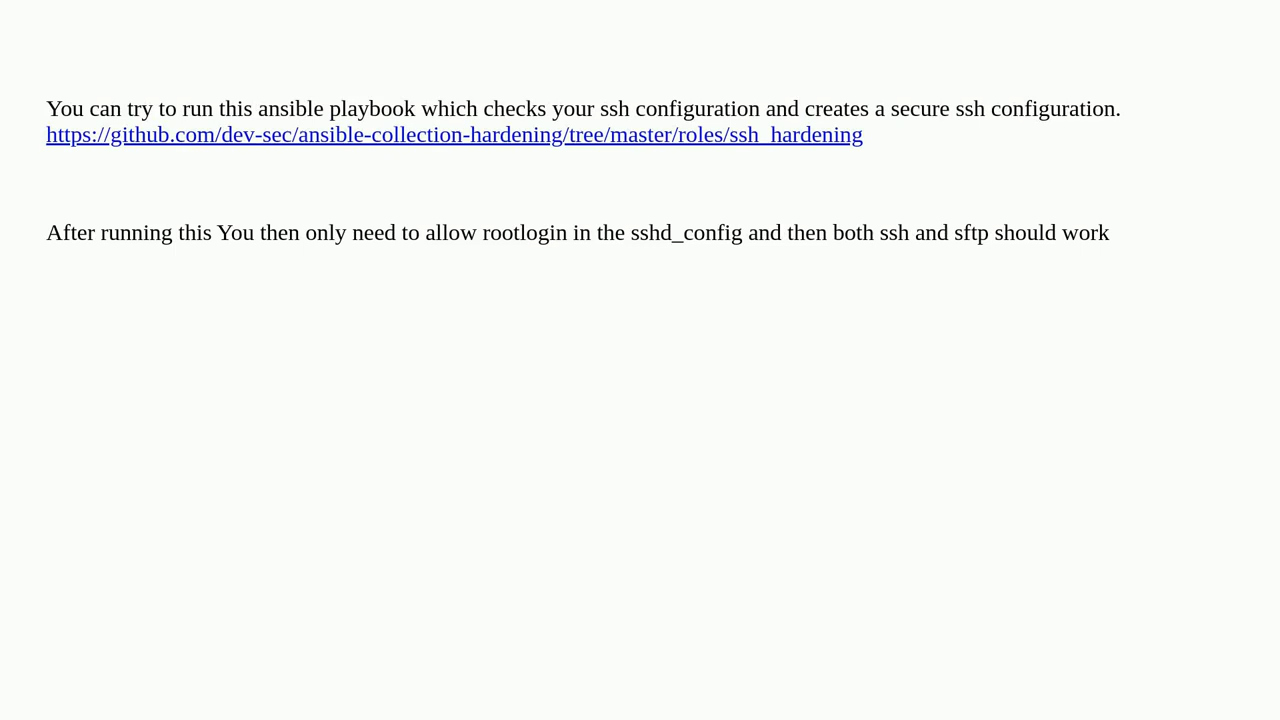 You can try to run this ansible playbook which checks your ssh configuration and creates a secure ssh configuration.
https://github.com/dev-sec/ansible-collection-hardening/tree/master/roles/ssh_hardening
After running this You then only need to allow rootlogin in the sshd_config and then both ssh and sftp should work